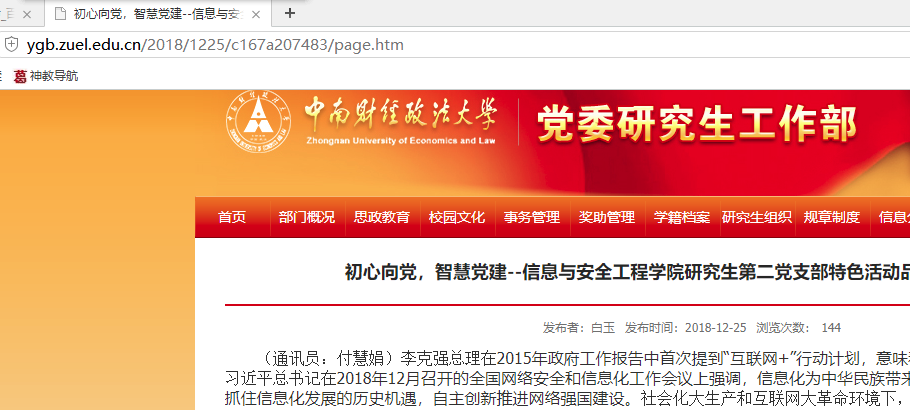 初心向党，智慧党建--信息与安
ygb.zuel.edu.cn/2018/1225/c167a207483/page.htm
神教导航
中南财经政法大学
Zhongnan University of Economics and Law
党委研究生工作部
首页 部门概况 思政教育 校园文化 事务管理 奖助管理 学籍档案 研究生组织 规章制度 信息
初心向党，智慧党建--信息与安全工程学院研究生第二党支部特色活动品
发布者：白玉 发布时间：2018-12-25 浏览次数： 144
（通讯员：付慧娟）李克强总理在2015年政府工作报告中首次提到“互联网+”行动计划，意味
习近平总书记在2018年12月召开的全国网络安全和信息化工作会议上强调，信息化为中华民族带来
抓住信息化发展的历史机遇，自主创新推进网络强国建设。社会化大生产和互联网大革命环境下，